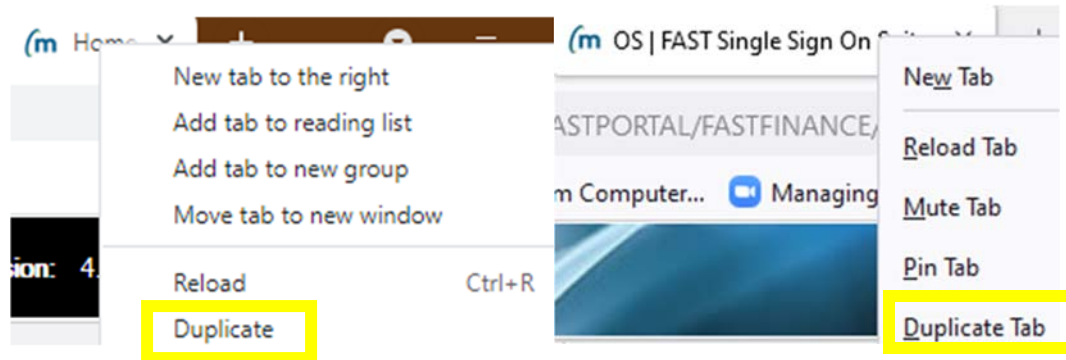 (m Home
New tab to the right
Add tab to reading list
Add tab to new group
Move tab to new window
sion: 4.
Reload Ctrl+R
Duplicate
(m OS | FAST Single Sign On
New Tab
ASTPORTAL/FASTFINANCE/
Reload Tab
m Computer... Managing
Mute Tab
Pin Tab
Duplicate Tab